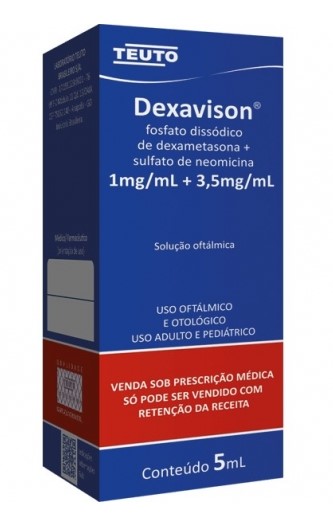 TEUTO
Dexavison®
fosfato dissódico
de dexametasona +
sulfato de neomicina
1mg/mL + 3,5mg/mL
Solução oftálmica
USO OFTÁLMICO
E OTOLÓGICO
USO ADULTO E PEDIÁTRICO
VENDA SOB PRESCRIÇÃO MÉDICA
SÓ PODE SER VENDIDO COM
RETENÇÃO DA RECEITA
Conteúdo 5mL